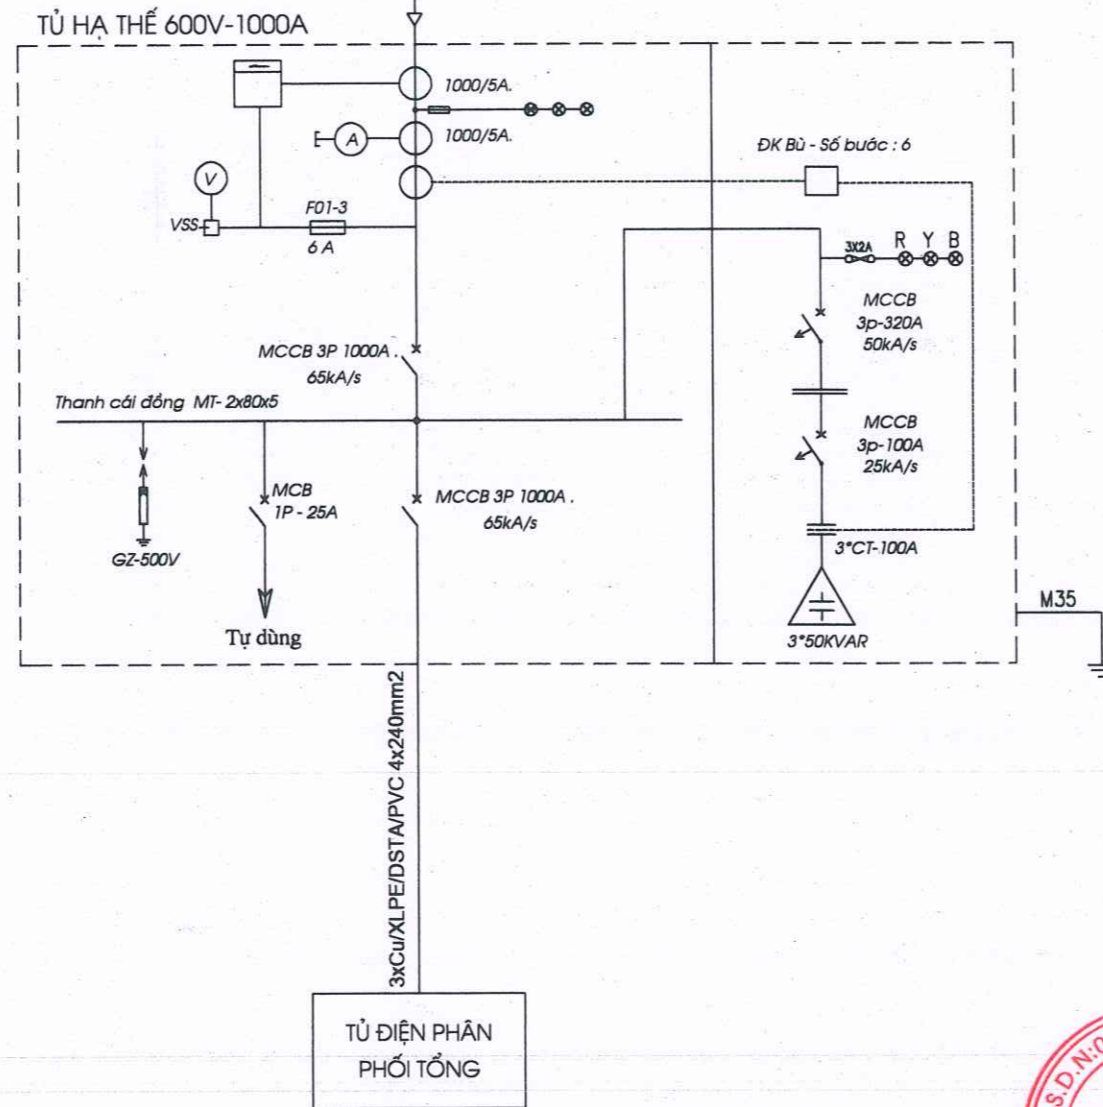 TỦ HẠ THẾ 600V-1000A
1000/5A.
1000/5A.
A
ĐK Bù - Số bước : 6
V
VSS
F01-3
6 A
3X2A
R Y B
MCCB
3p-320A
50kA/s
MCCB 3P 1000A .
65kA/s
Thanh cái đồng MT- 2x80x5
MCCB
3p-100A
25kA/s
MCB
1P - 25A
MCCB 3P 1000A .
65kA/s
GZ-500V
3*CT-100A
Tự dùng
3*50KVAR
M35
3xCu/XLPE/DSTA/PVC 4x240mm2
TỦ ĐIỆN PHÂN
PHỐI TỔNG
S.D.N:0